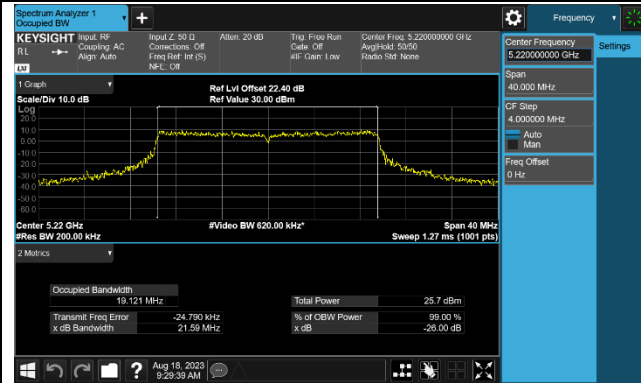 Spectrum Analyzer 1
Occupied BW
+
Frequency
KEYSIGHT
RL
Input: RF
Coupling: AC
Align: Auto
Input Z: 50 Ω
Corrections: Off
Freq Ref: Int (S)
NFE: Off
Atten: 20 dB
Trig: Free Run
Gate: Off
#IF Gain: Low
Center Freq: 5.220000000 GHz
Avg|Hold: 50/50
Radio Std: None
LXI
Center Frequency
5.220000000 GHz
Settings
Span
40.000 MHz
CF Step
4.000000 MHz
Auto
Man
Freq Offset
0 Hz
1 Graph
Scale/Div 10.0 dB
Ref Lvl Offset 22.40 dB
Ref Value 30.00 dBm
Log
20.0
10.0
0.00
-10.0
-20.0
-30.0
-40.0
-50.0
-60.0
Center 5.22 GHz
#Res BW 200.00 kHz
#Video BW 620.00 kHz*
Span 40 MHz
Sweep 1.27 ms (1001 pts)
2 Metrics
Occupied Bandwidth
19.121 MHz
Total Power 25.7 dBm
Transmit Freq Error -24.790 kHz
% of OBW Power 99.00 %
x dB Bandwidth 21.59 MHz
x dB -26.00 dB
?
Aug 18, 2023
9:29:39 AM